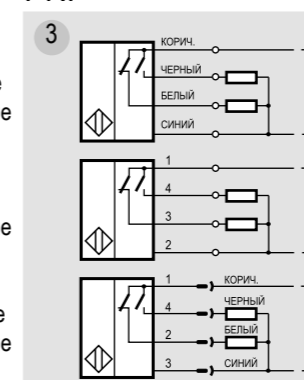 3
КОРИЧ.
ЧЕРНЫЙ
БЕЛЫЙ
СИНИЙ
1
4
3
2
1 КОРИЧ.
4 ЧЕРНЫЙ
2 БЕЛЫЙ
3 СИНИЙ